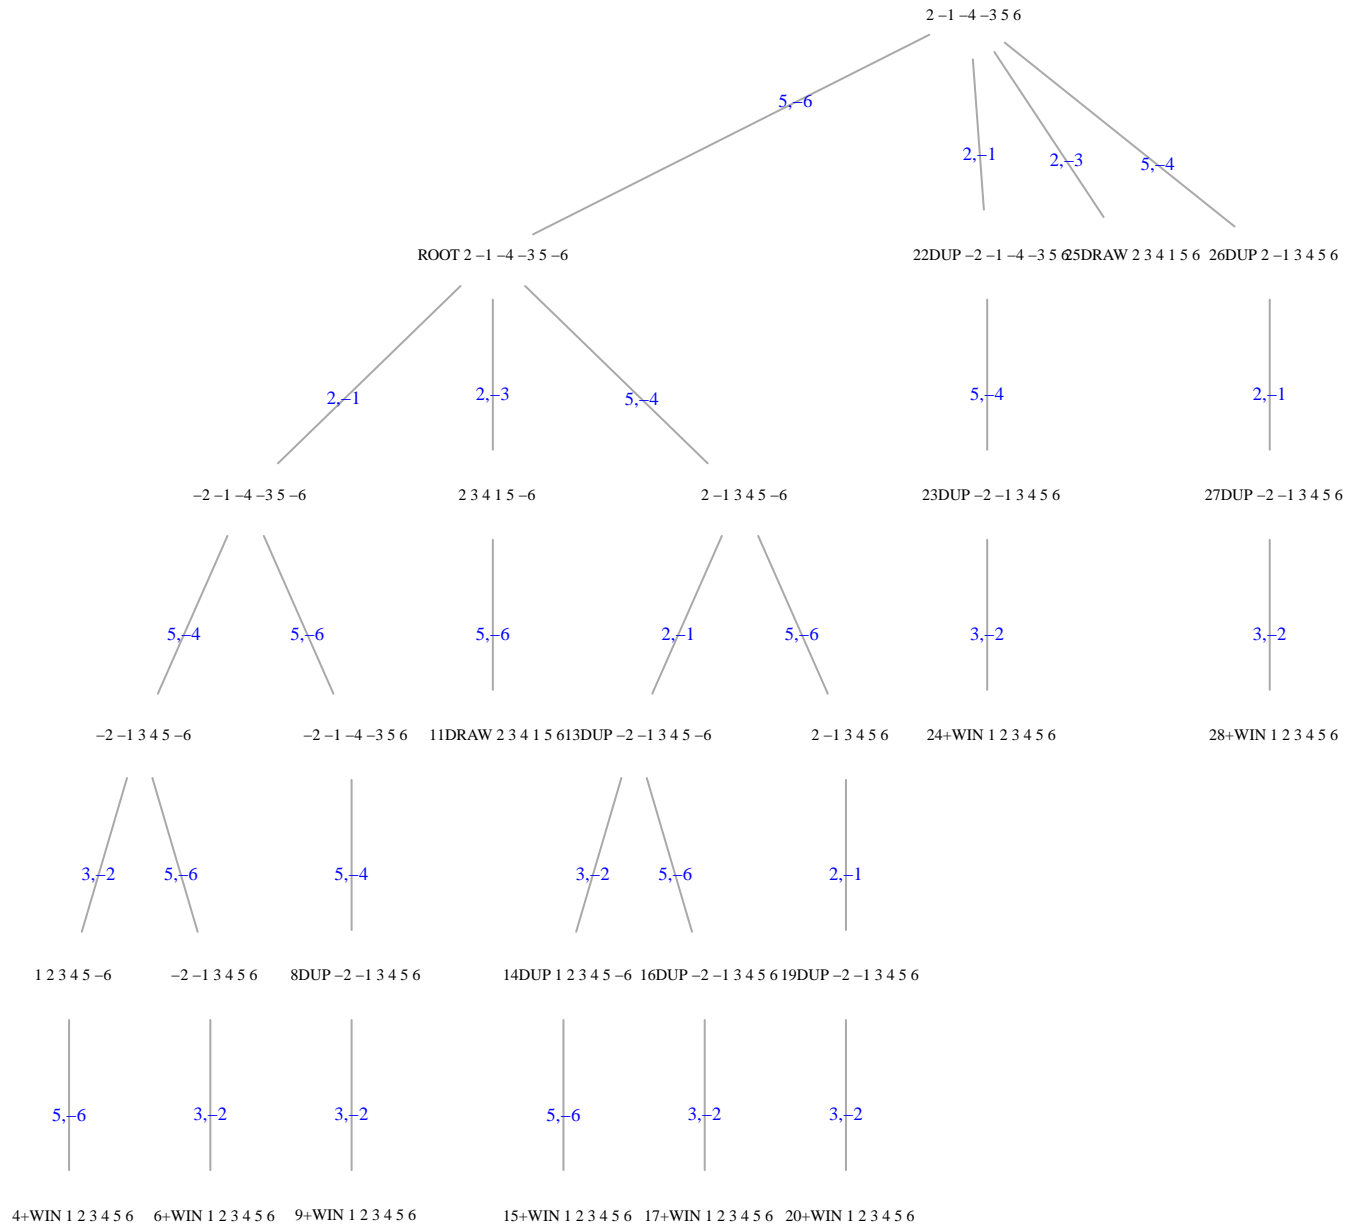 2 −1 −4 −3 5 6
5,−6
2,−1
2,−3
5,−4
ROOT 2 −1 −4 −3 5 −6
22DUP −2 −1 −4 −3 5 6
25DRAW 2 3 4 1 5 6
26DUP 2 −1 3 4 5 6
2,−1
2,−3
5,−4
5,−4
2,−1
−2 −1 −4 −3 5 −6
2 3 4 1 5 −6
2 −1 3 4 5 −6
23DUP −2 −1 3 4 5 6
27DUP −2 −1 3 4 5 6
5,−4
5,−6
5,−6
2,−1
5,−6
3,−2
3,−2
−2 −1 3 4 5 −6
−2 −1 −4 −3 5 6
11DRAW 2 3 4 1 5 6
13DUP −2 −1 3 4 5 −6
2 −1 3 4 5 6
24+WIN 1 2 3 4 5 6
28+WIN 1 2 3 4 5 6
3,−2
5,−6
5,−4
3,−2
5,−6
2,−1
1 2 3 4 5 −6
−2 −1 3 4 5 6
8DUP −2 −1 3 4 5 6
14DUP 1 2 3 4 5 −6
16DUP −2 −1 3 4 5 6
19DUP −2 −1 3 4 5 6
5,−6
3,−2
3,−2
5,−6
3,−2
3,−2
4+WIN 1 2 3 4 5 6
6+WIN 1 2 3 4 5 6
9+WIN 1 2 3 4 5 6
15+WIN 1 2 3 4 5 6
17+WIN 1 2 3 4 5 6
20+WIN 1 2 3 4 5 6